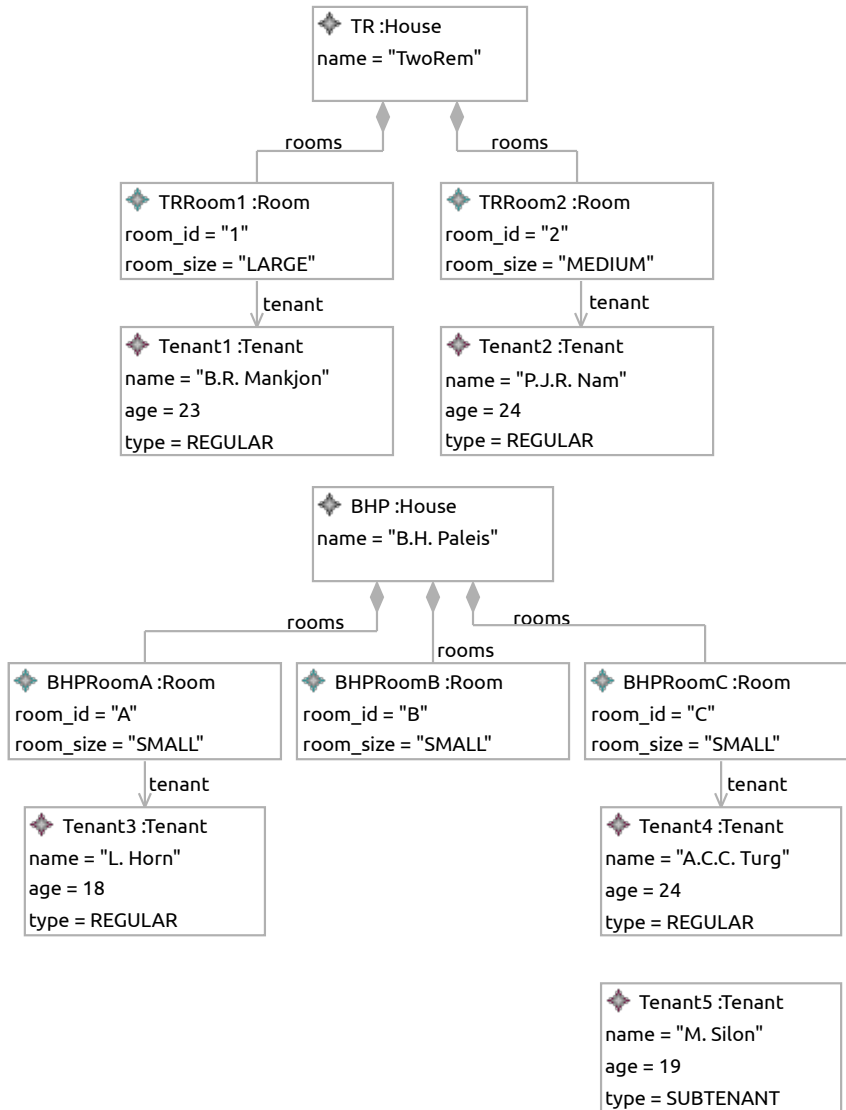 TR :House
name = "TwoRem"
rooms
rooms
TRRoom1 :Room
room_id = "1"
room_size = "LARGE"
TRRoom2 :Room
room_id = "2"
room_size = "MEDIUM"
tenant
tenant
Tenant1 :Tenant
name = "B.R. Mankjon"
age = 23
type = REGULAR
Tenant2 :Tenant
name = "P.J.R. Nam"
age = 24
type = REGULAR
BHP :House
name = "B.H. Paleis"
rooms
rooms
rooms
BHPRoomA :Room
room_id = "A"
room_size = "SMALL"
BHPRoomB :Room
room_id = "B"
room_size = "SMALL"
BHPRoomC :Room
room_id = "C"
room_size = "SMALL"
tenant
tenant
Tenant3 :Tenant
name = "L. Horn"
age = 18
type = REGULAR
Tenant4 :Tenant
name = "A.C.C. Turg"
age = 24
type = REGULAR
Tenant5 :Tenant
name = "M. Silon"
age = 19
type = SUBTENANT